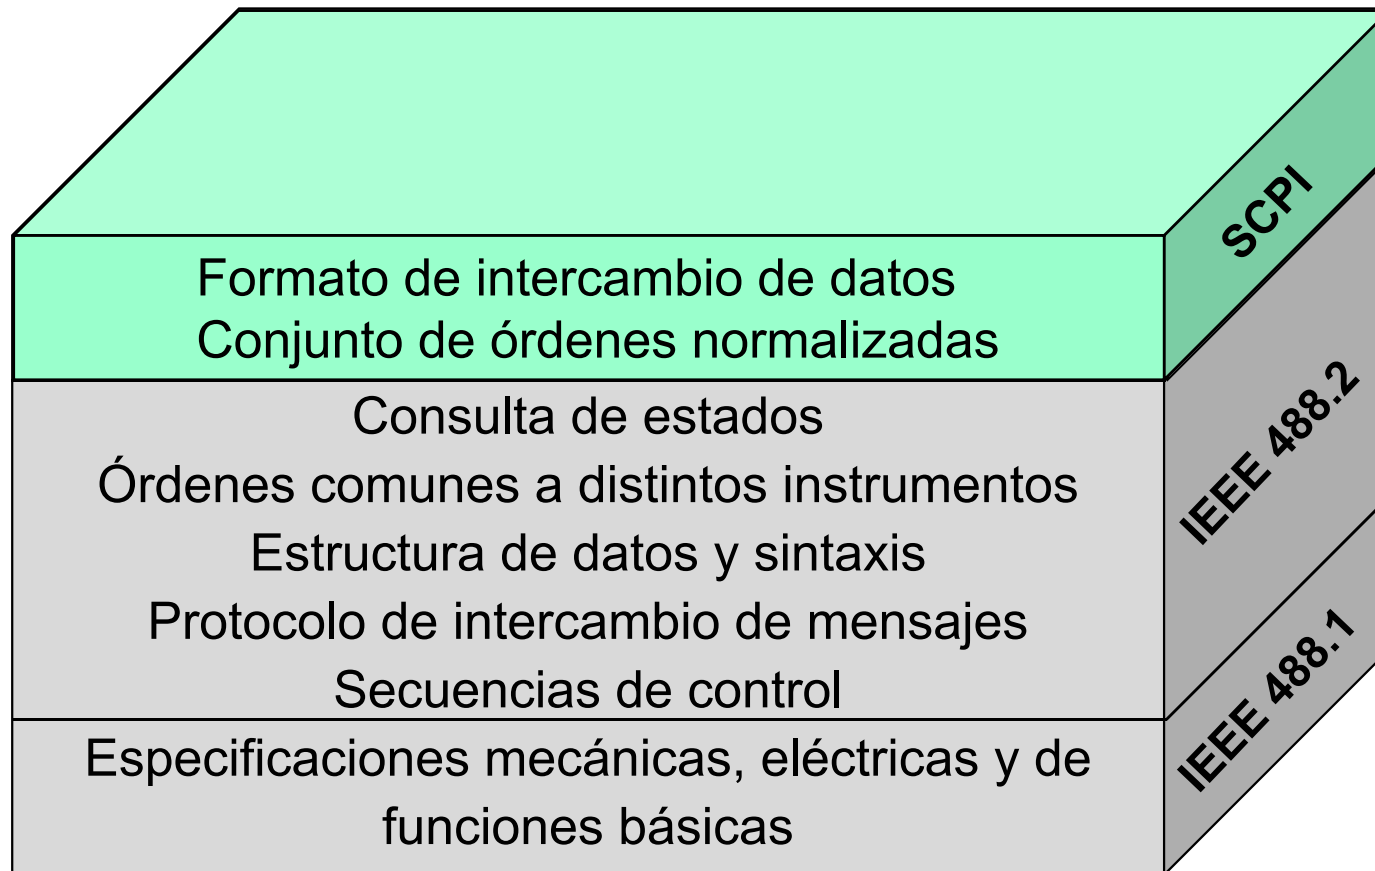 Formato de intercambio de datos
Conjunto de órdenes normalizadas
SCPI
Consulta de estados
Órdenes comunes a distintos instrumentos
Estructura de datos y sintaxis
Protocolo de intercambio de mensajes
Secuencias de control
IEEE 488.2
Especificaciones mecánicas, eléctricas y de
funciones básicas
IEEE 488.1